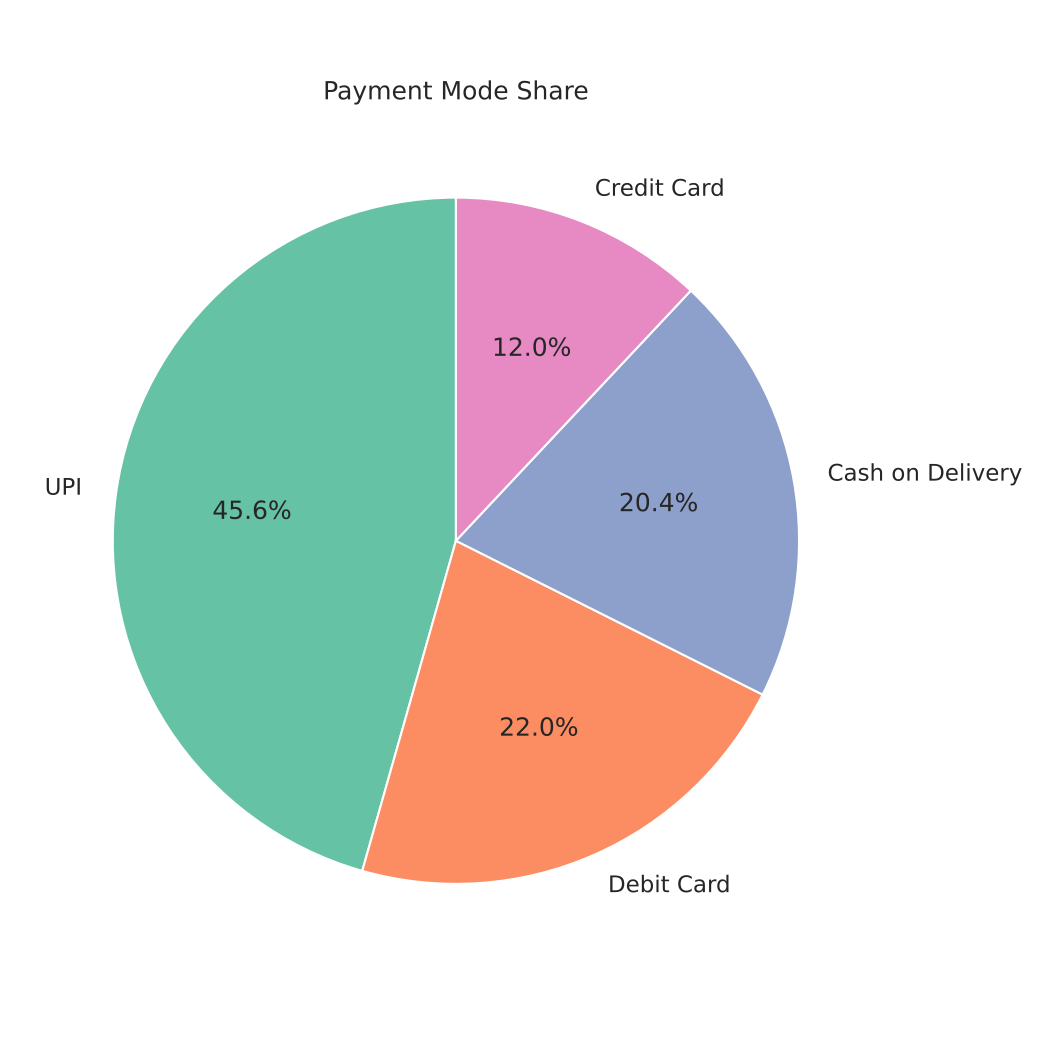 Payment Mode Share
Credit Card
12.0%
Cash on Delivery
20.4%
UPI
45.6%
22.0%
Debit Card